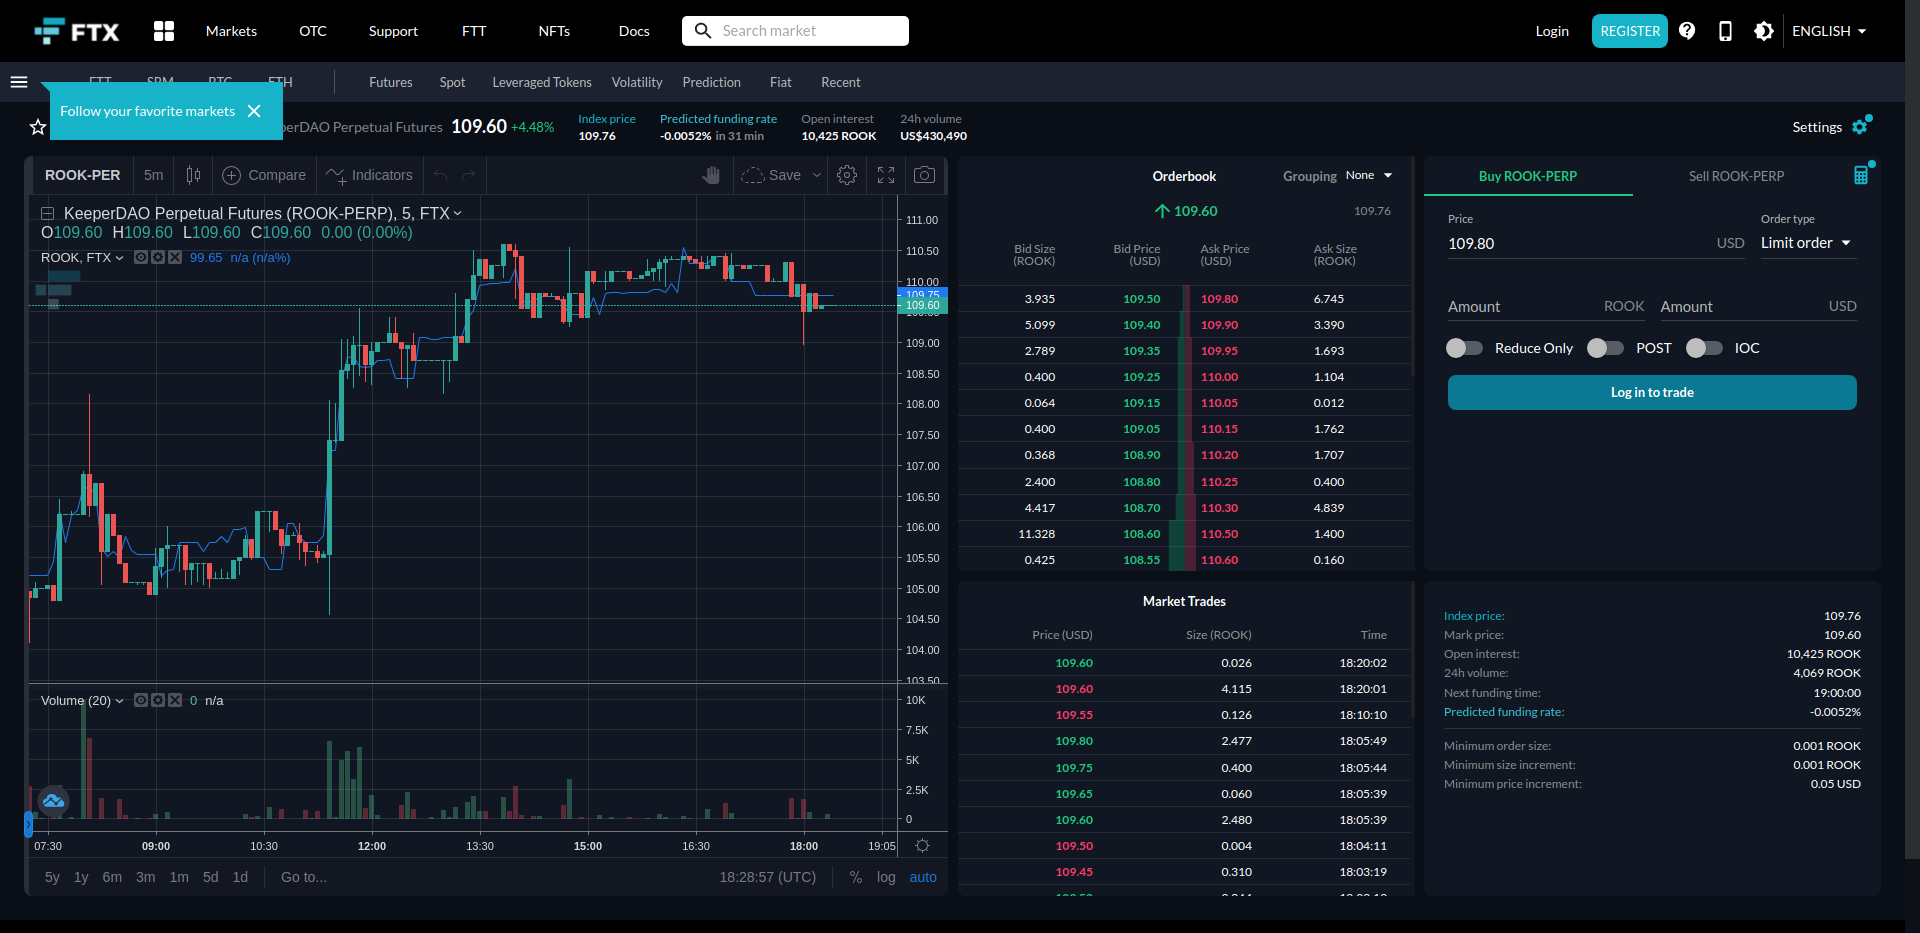 FTX
Markets
OTC
Support
FTT
NFTs
Docs
Search market
Login
REGISTER
ENGLISH
Futures
Spot
Leveraged Tokens
Volatility
Prediction
Fiat
Recent
Follow your favorite markets
erDAO Perpetual Futures
109.60 +4.48%
Index price
109.76
Predicted funding rate
-0.0052% in 31 min
Open interest
10,425 ROOK
24h volume
US$430,490
Settings
ROOK-PER
5m
Compare
Indicators
Save
KeeperDAO Perpetual Futures (ROOK-PERP), 5, FTX
O109.60 H109.60 L109.60 C109.60 0.00 (0.00%)
ROOK, FTX
99.65 n/a (n/a%)
111.00
110.50
110.00
109.75
109.60
109.00
108.50
108.00
107.50
107.00
106.50
106.00
105.50
105.00
104.50
104.00
103.50
Volume (20)
0 n/a
10K
7.5K
5K
2.5K
0
07:30 09:00 10:30 12:00 13:30 15:00 16:30 18:00 19:05
5y 1y 6m 3m 1m 5d 1d Go to...
18:28:57 (UTC) % log auto
Orderbook
Grouping None
109.60
109.76
Bid Size (ROOK) Bid Price (USD) Ask Price (USD) Ask Size (ROOK)
3.935 109.50 109.80 6.745
5.099 109.40 109.90 3.390
2.789 109.35 109.95 1.693
0.400 109.25 110.00 1.104
0.064 109.15 110.05 0.012
0.400 109.05 110.15 1.762
0.368 108.90 110.20 1.707
2.400 108.80 110.25 0.400
4.417 108.70 110.30 4.839
11.328 108.60 110.50 1.400
0.425 108.55 110.60 0.160
Market Trades
Price (USD) Size (ROOK) Time
109.60 0.026 18:20:02
109.60 4.115 18:20:01
109.55 0.126 18:10:10
109.80 2.477 18:05:49
109.75 0.400 18:05:44
109.65 0.060 18:05:39
109.60 2.480 18:05:39
109.50 0.004 18:04:11
109.45 0.310 18:03:19
Buy ROOK-PERP
Sell ROOK-PERP
Price
Order type
109.80 USD
Limit order
Amount ROOK
Amount USD
Reduce Only
POST
IOC
Log in to trade
Index price: 109.76
Mark price: 109.60
Open interest: 10,425 ROOK
24h volume: 4,069 ROOK
Next funding time: 19:00:00
Predicted funding rate: -0.0052%
Minimum order size: 0.001 ROOK
Minimum size increment: 0.001 ROOK
Minimum price increment: 0.05 USD